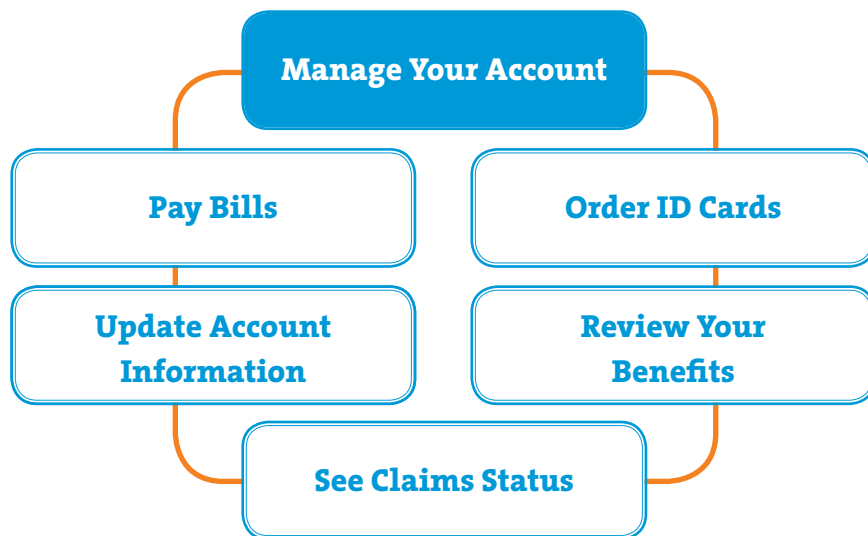 Manage Your Account
Pay Bills
Order ID Cards
Update Account
Information
Review Your
Benefits
See Claims Status